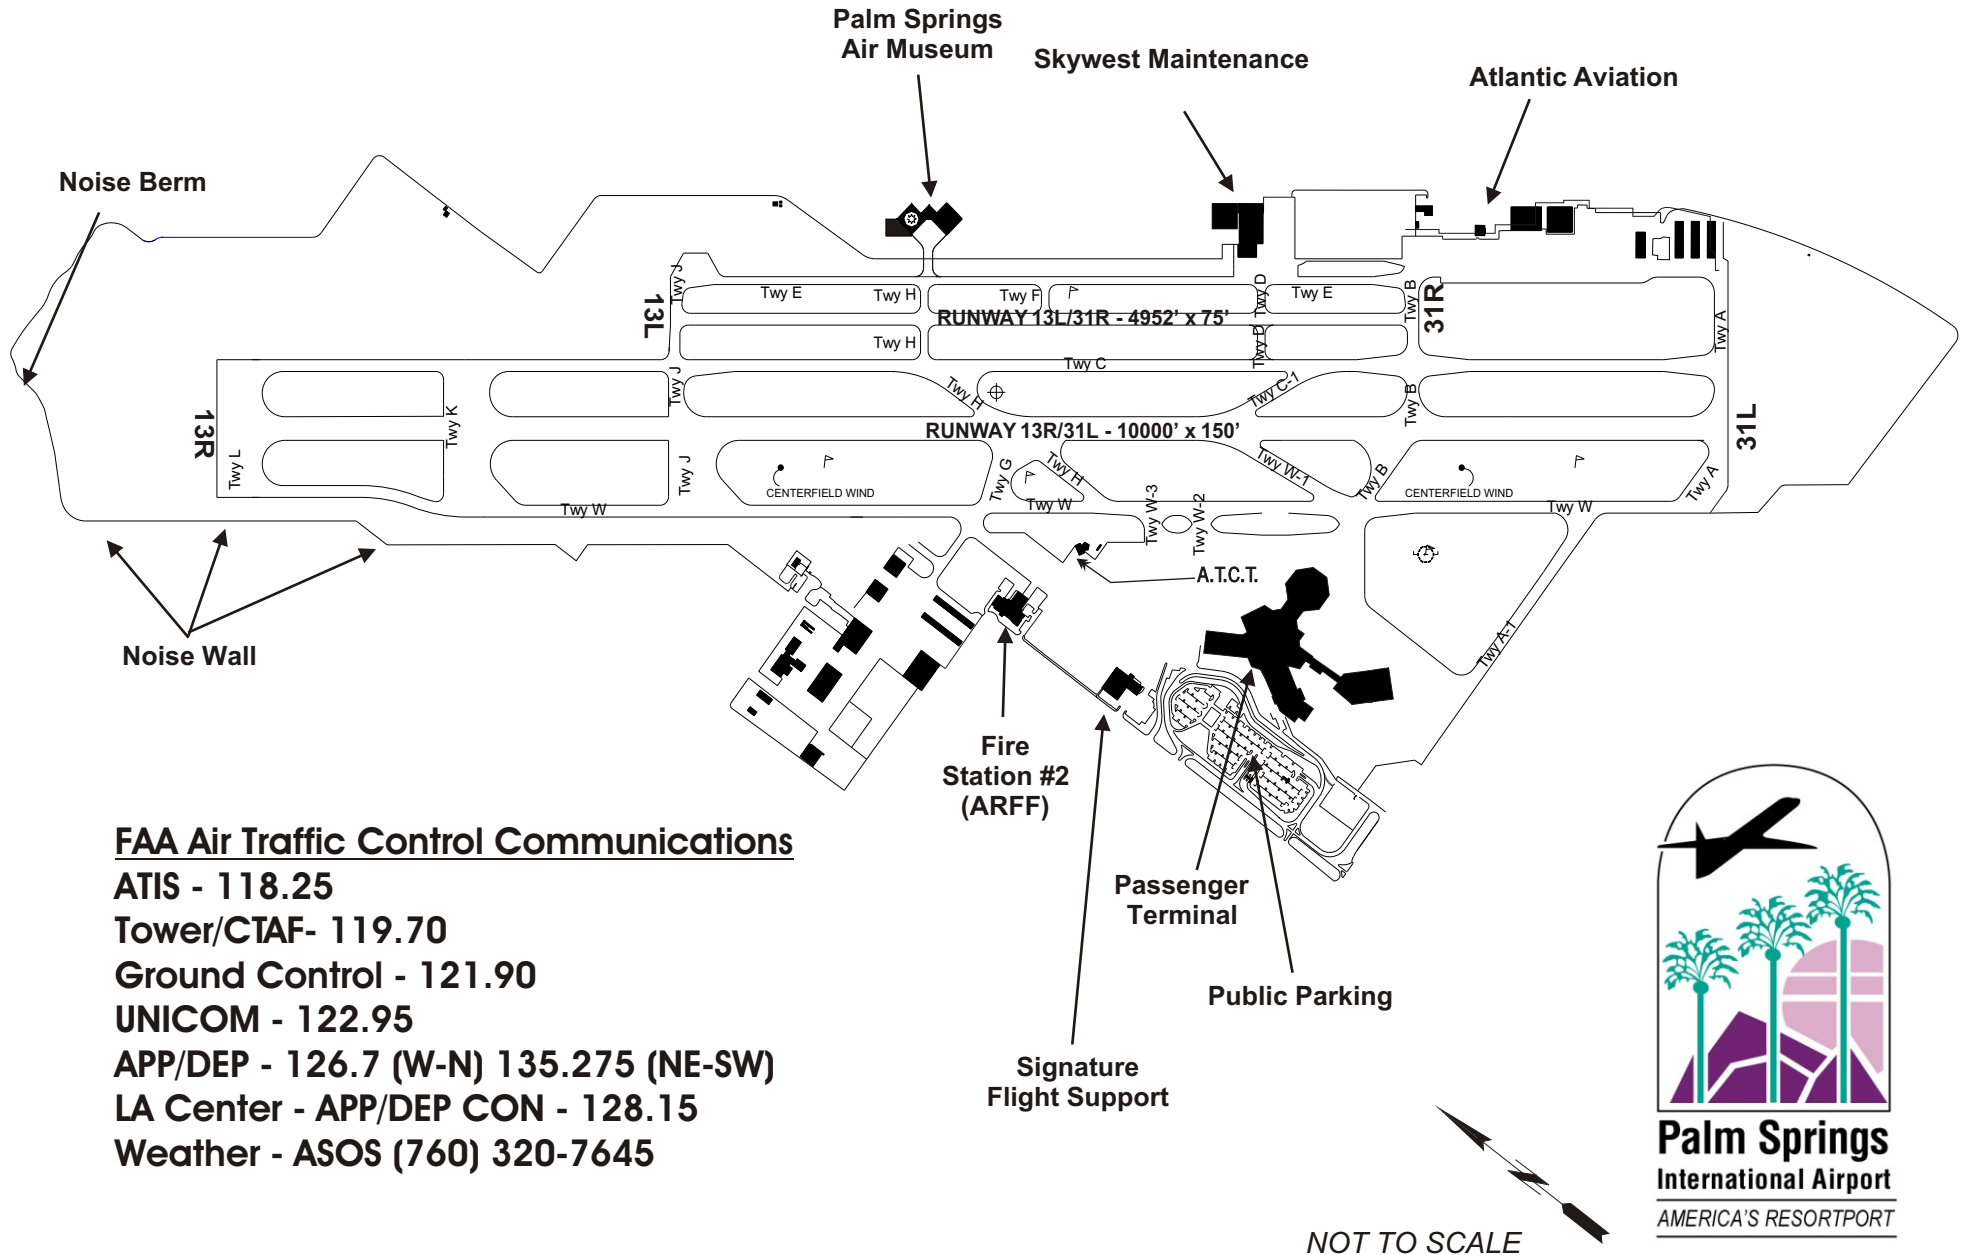 Palm Springs
Air Museum
Skywest Maintenance
Atlantic Aviation
Noise Berm
Twy J
Twy E
Twy H
Twy F
Twy D
Twy E
Twy B
31R
13L
RUNWAY 13L/31R - 4952’ x 75’
Twy A
Twy H
Twy D
Twy C
Twy J
Twy H
Twy C-1
Twy B
13R
Twy K
RUNWAY 13R/31L - 10000’ x 150’
31L
Twy L
Twy J
Twy G
Twy H
Twy W-1
Twy B
Twy A
CENTERFIELD WIND
CENTERFIELD WIND
Twy W
Twy W
Twy W-3
Twy W-2
Twy W
A.T.C.T.
Twy A-1
Noise Wall
Fire
Station #2
(ARFF)
Passenger
Terminal
Public Parking
Signature
Flight Support
FAA Air Traffic Control Communications
ATIS - 118.25
Tower/CTAF- 119.70
Ground Control - 121.90
UNICOM - 122.95
APP/DEP - 126.7 (W-N) 135.275 (NE-SW)
LA Center - APP/DEP CON - 128.15
Weather - ASOS (760) 320-7645
Palm Springs
International Airport
AMERICA'S RESORTPORT
NOT TO SCALE